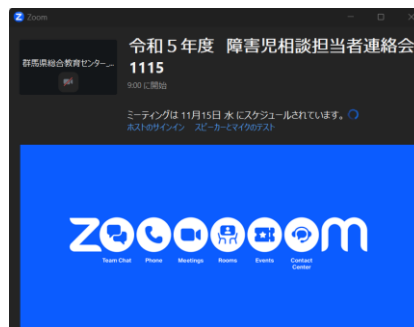 Zoom
群馬県総合教育センター...
令和５年度 障害児相談担当者連絡会
1115
9:00 に開始
ミーティングは 11月15日 水 にスケジュールされています。
ホストのサインイン スピーカーとマイクのテスト
ZOOOOOOM
Team Chat Phone Meetings Rooms Events Contact Center